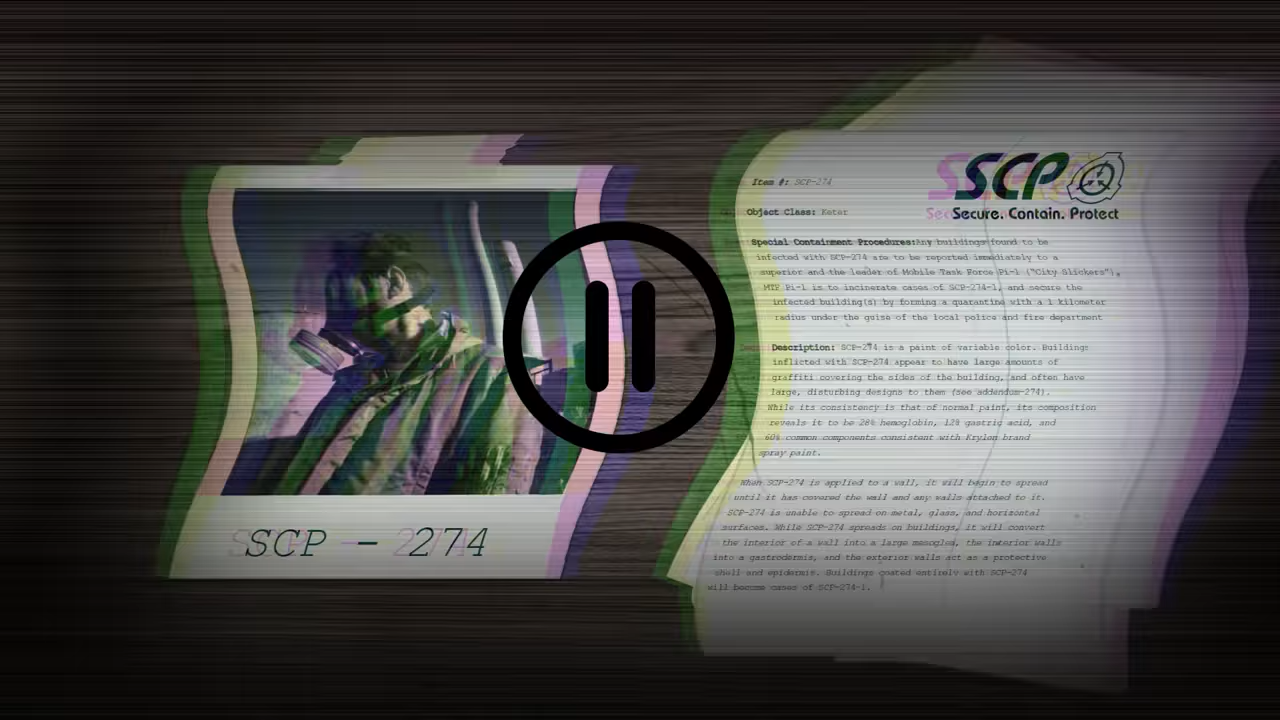 SCP - 274
SCP
Secure. Contain. Protect
Item #: SCP-274
Object Class: Keter
Special Containment Procedures:Any buildings found to be
infected with SCP-274 are to be reported immediately to a
superior and the leader of Mobile Task Force Pi-1 ("City Slickers").
MTF Pi-1 is to incinerate cases of SCP-274-1, and secure the
infected building(s) by forming a quarantine with a 1 kilometer
radius under the guise of the local police and fire department
Description: SCP-274 is a paint of variable color. Buildings
inflicted with SCP-274 appear to have large amounts of
graffiti covering the sides of the building, and often have
large, disturbing designs to them (see addendum-274).
While its consistency is that of normal paint, its composition
reveals it to be 28% hemoglobin, 12% gastric acid, and
60% common components consistent with Krylon brand
spray paint.
When SCP-274 is applied to a wall, it will begin to spread
until it has covered the wall and any walls attached to it.
SCP-274 is unable to spread on metal, glass, and horizontal
surfaces. While SCP-274 spreads on buildings, it will convert
the interior of a wall into a large mesoglea, the interior walls
into a gastrodermis, and the exterior walls act as a protective
shell and epidermis. Buildings coated entirely with SCP-274
will become cases of SCP-274-1.